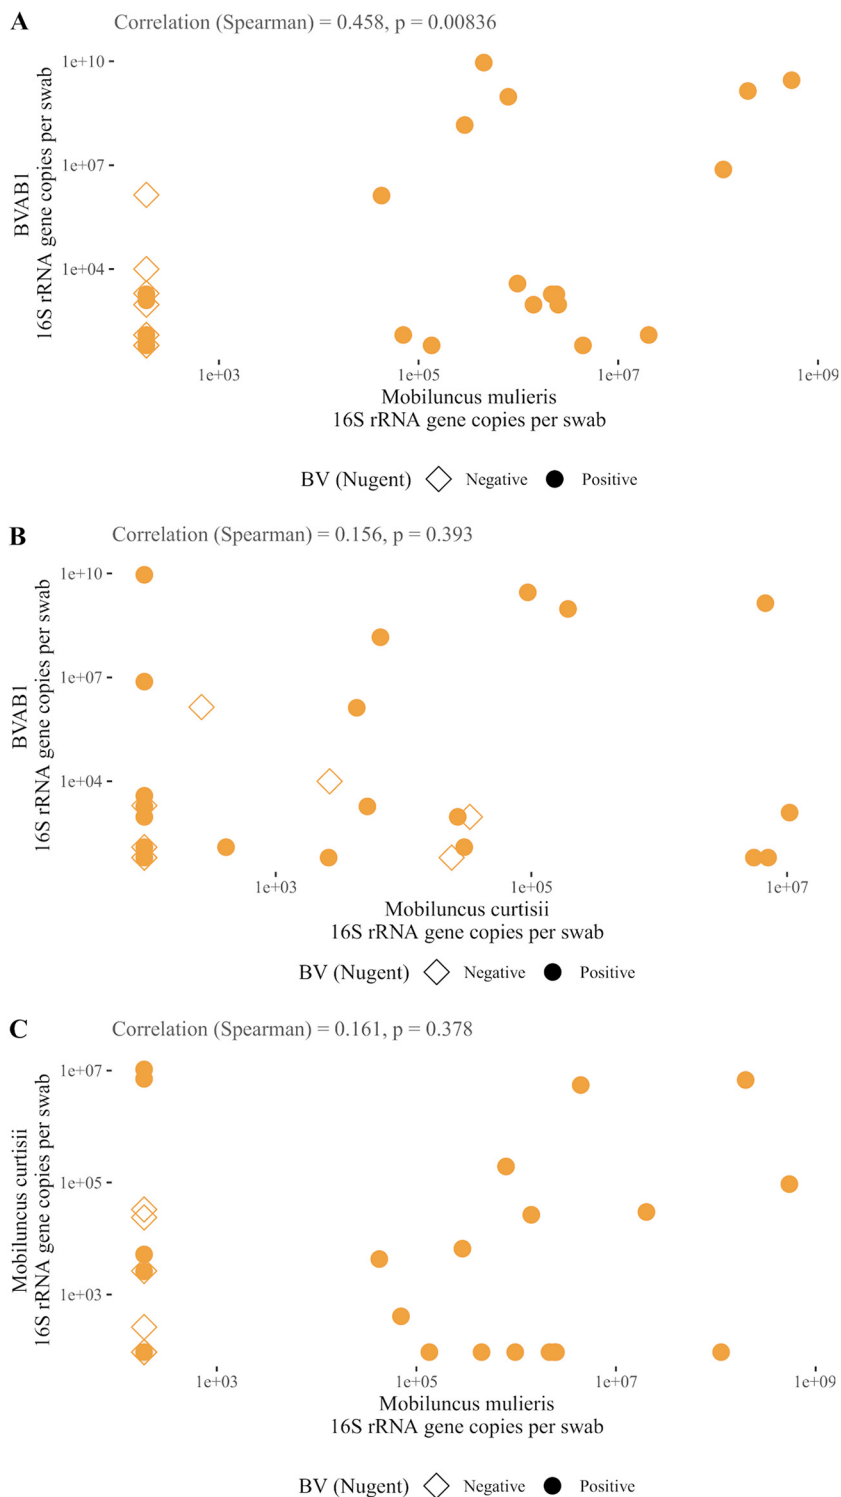 A
Correlation (Spearman) = 0.458, p = 0.00836
BVAB1
16S rRNA gene copies per swab
1e+10
1e+07
1e+04
1e+03 1e+05 1e+07 1e+09
Mobiluncus mulieris
16S rRNA gene copies per swab
BV (Nugent) Negative Positive
B
Correlation (Spearman) = 0.156, p = 0.393
BVAB1
16S rRNA gene copies per swab
1e+10
1e+07
1e+04
1e+03 1e+05 1e+07
Mobiluncus curtisii
16S rRNA gene copies per swab
BV (Nugent) Negative Positive
C
Correlation (Spearman) = 0.161, p = 0.378
Mobiluncus curtisii
16S rRNA gene copies per swab
1e+07
1e+05
1e+03
1e+03 1e+05 1e+07 1e+09
Mobiluncus mulieris
16S rRNA gene copies per swab
BV (Nugent) Negative Positive